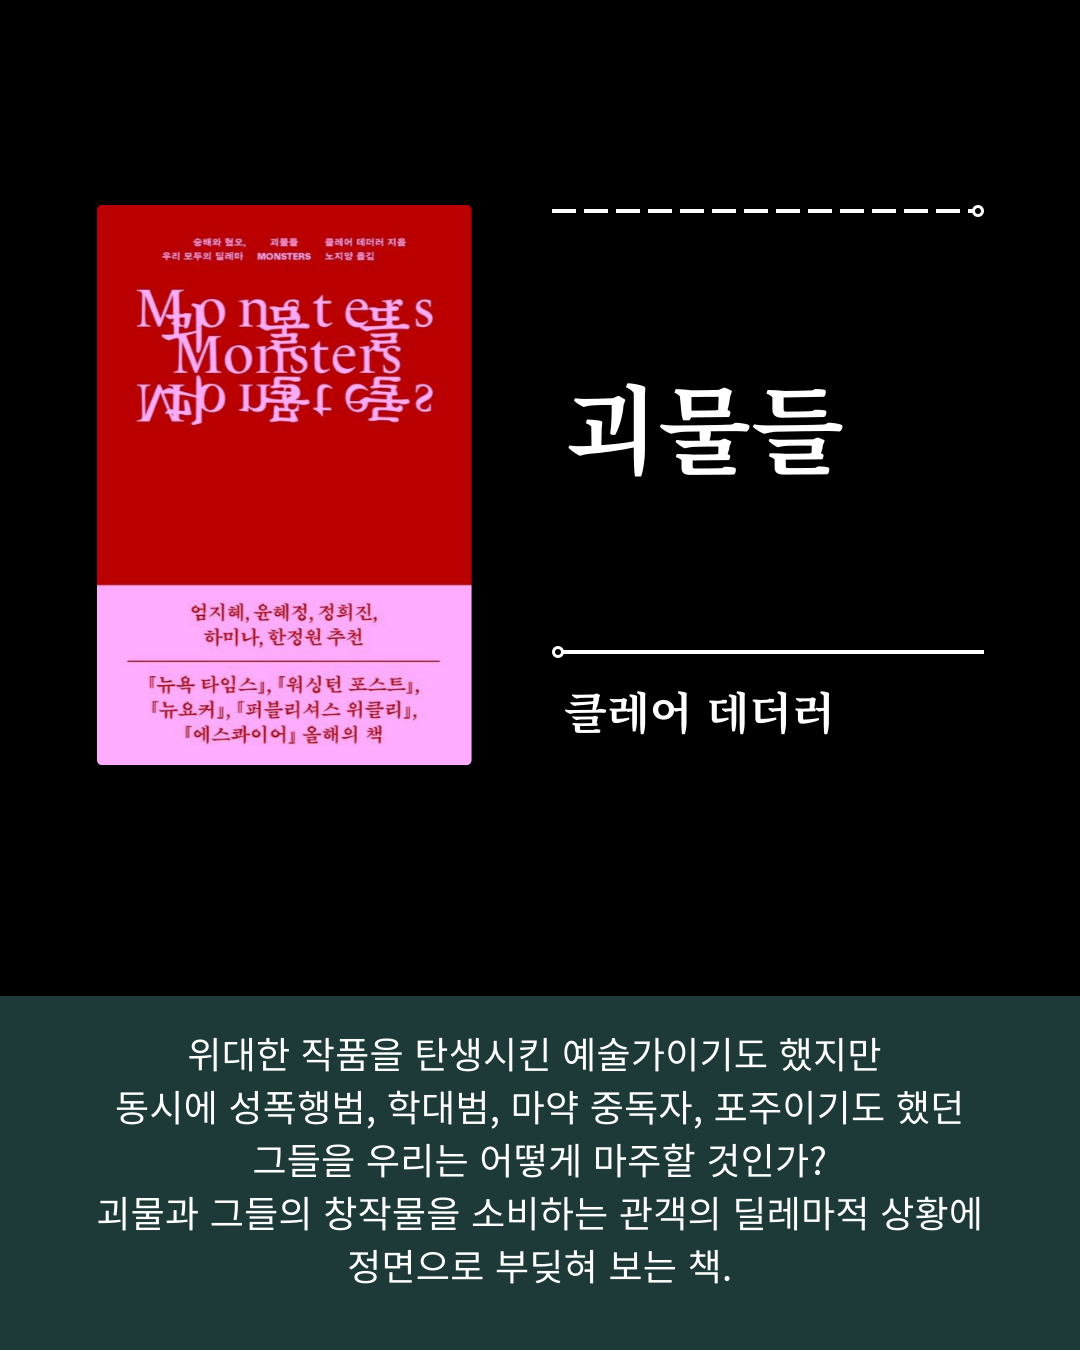 숭배와 혐오,
우리 모두의 딜레마
괴물들
MONSTERS
클레어 데더러 지음
노지양 옮김
Monsters
괴물들
Monsters
Monsters
괴물들
엄지혜, 윤혜정, 정희진,
하미나, 한정원 추천
『뉴욕 타임스』, 『워싱턴 포스트』,
『뉴요커』, 『퍼블리셔스 위클리』,
『에스콰이어』 올해의 책
괴물들
클레어 데더러
위대한 작품을 탄생시킨 예술가이기도 했지만
동시에 성폭행범, 학대범, 마약 중독자, 포주이기도 했던
그들을 우리는 어떻게 마주할 것인가?
괴물과 그들의 창작물을 소비하는 관객의 딜레마적 상황에
정면으로 부딪혀 보는 책.